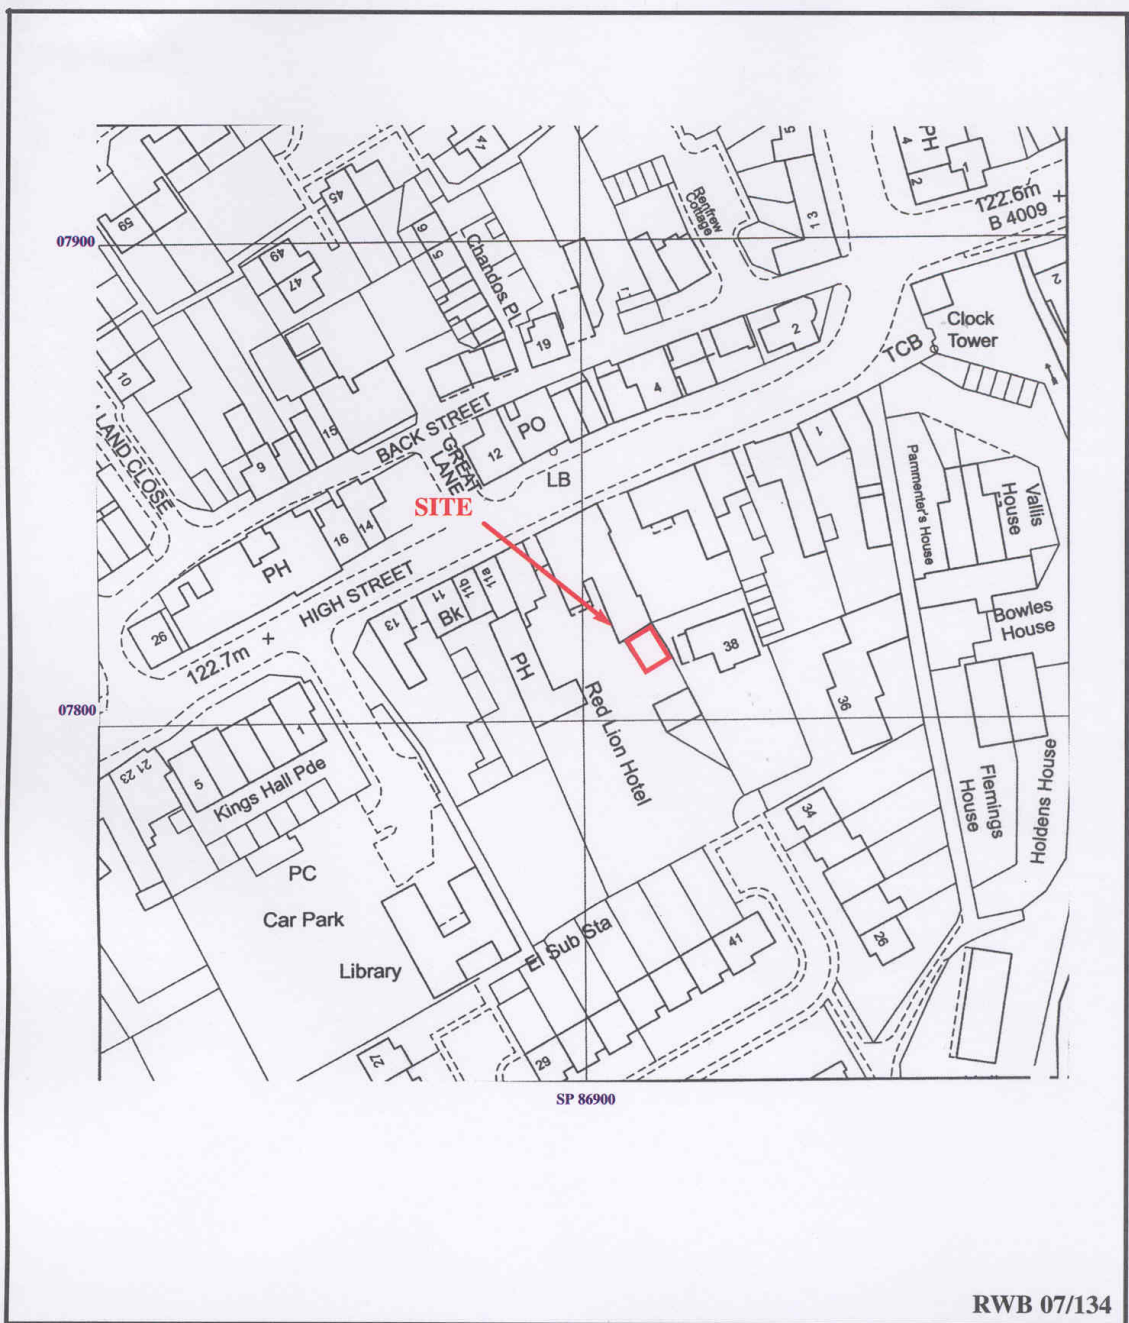 47
PH
4
2
1
5
45
59
122.6m
B 4009
Renfrew
Cottage
13
07900
6
5
Chandos Pl
49
47
2
Clock
Tower
TCB
19
2
10
4
BACK STREET
GREAT
LANE
PO
12
15
9
LAND CLOSE
LB
1
Pammenter's House
Vallis
House
SITE
16
14
PH
HIGH STREET
11a
11b
11
Bk
13
26
122.7m
PH
38
Bowles
House
36
Red Lion Hotel
07800
1
5
21 23
Kings Hall Pde
34
Flemings
House
Holdens House
PC
Car Park
Library
El Sub Sta
41
26
27
29
SP 86900
RWB 07/134